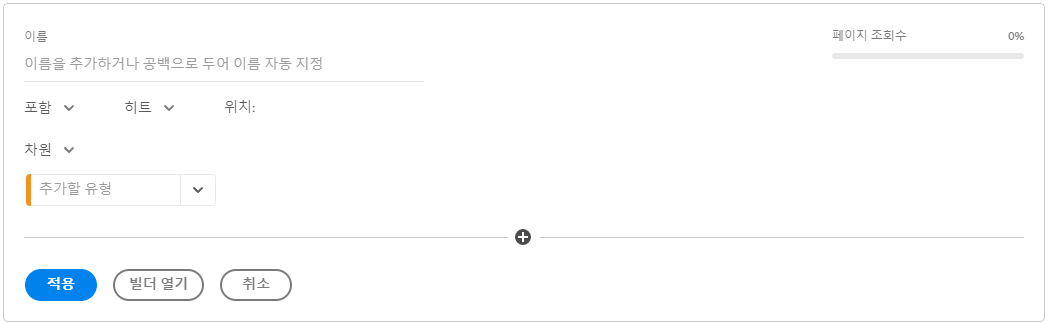 이름
페이지 조회수 0%
이름을 추가하거나 공백으로 두어 이름 자동 지정
포함 히트 위치:
차원
추가할 유형
적용 빌더 열기 취소